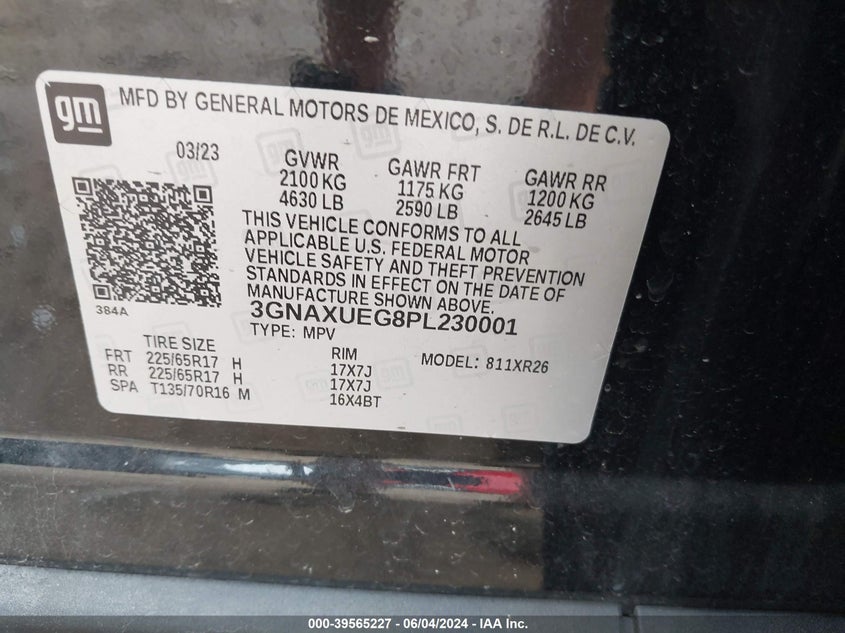 gm
MFD BY GENERAL MOTORS DE MEXICO, S. DE R.L. DE C.V.
03/23
GVWR
2100 KG
4630 LB
GAWR FRT
1175 KG
2590 LB
GAWR RR
1200 KG
2645 LB
THIS VEHICLE CONFORMS TO ALL
APPLICABLE U.S. FEDERAL MOTOR
VEHICLE SAFETY AND THEFT PREVENTION
STANDARDS IN EFFECT ON THE DATE OF
MANUFACTURE SHOWN ABOVE.
3GNAXUEG8PL230001
3B4A
TYPE: MPV
MODEL: 811XR26
TIRE SIZE
RIM
FRT 225/65R17 H 17X7J
RR 225/65R17 H 17X7J
SPA T135/70R16 M 16X4BT
000-39565227 - 06/04/2024 - IAA Inc.